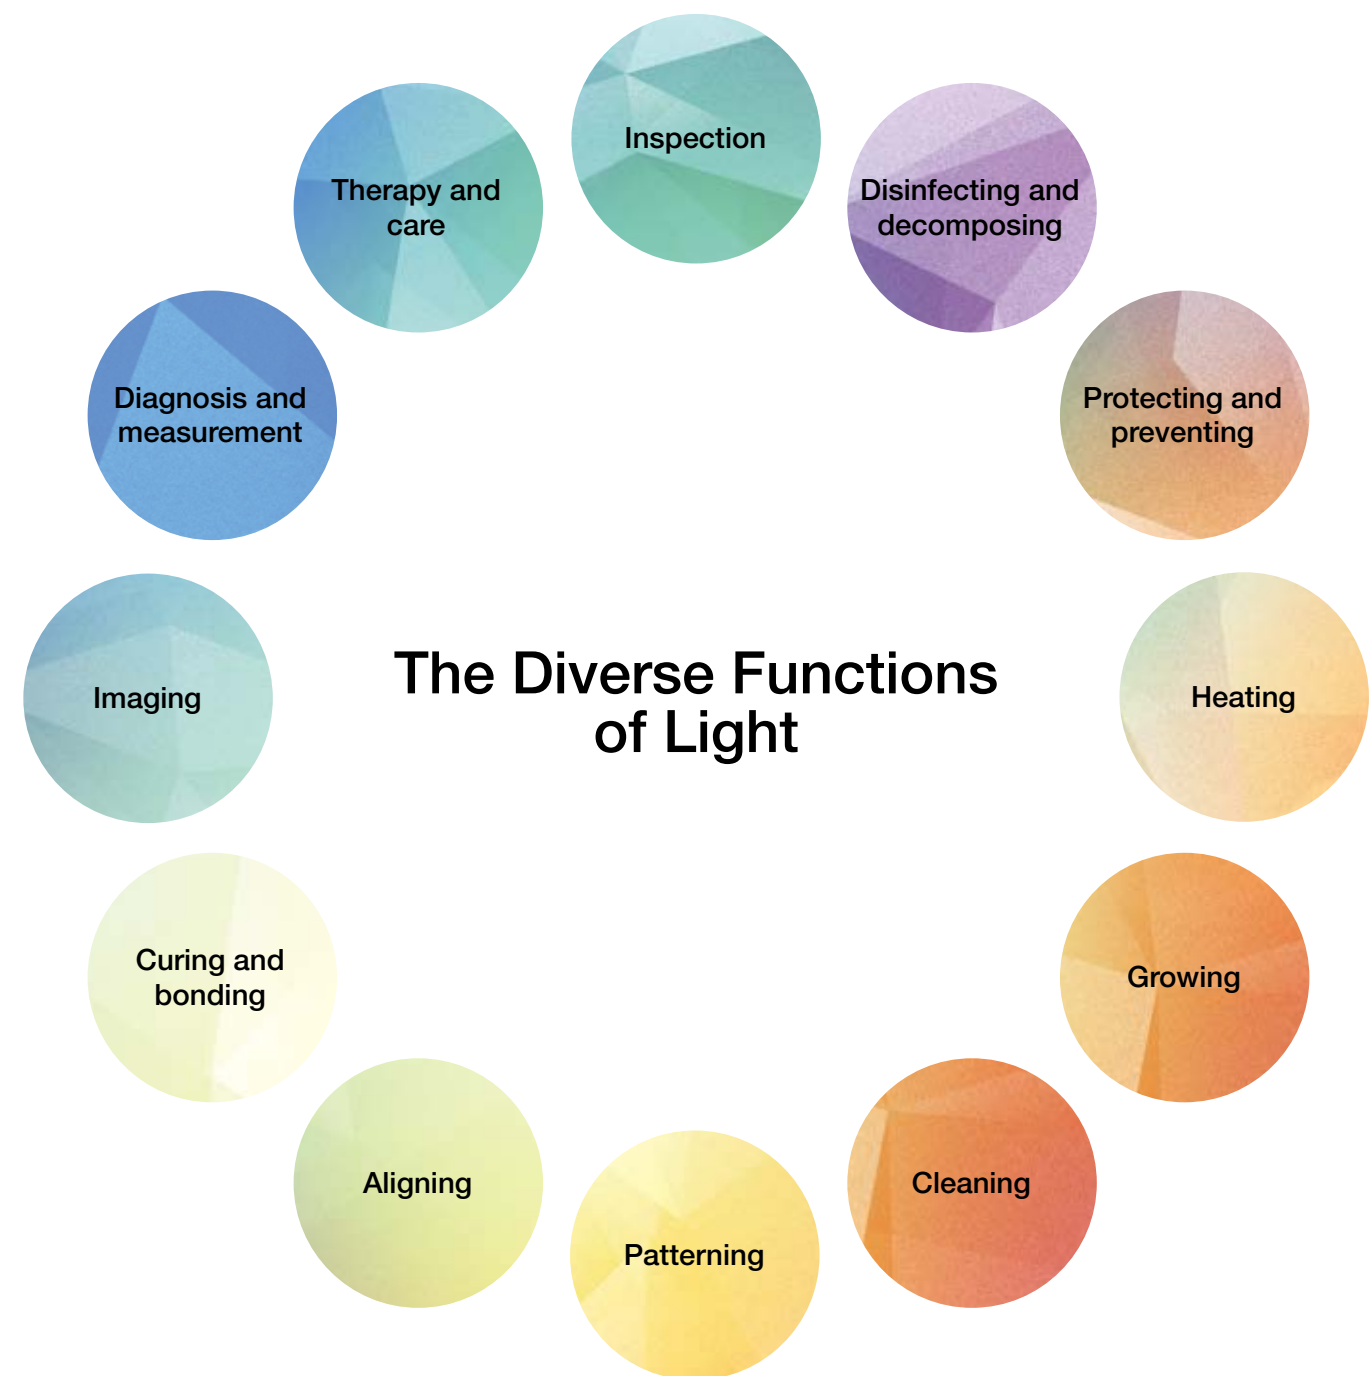 Inspection
Therapy and
care
Disinfecting and
decomposing
Diagnosis and
measurement
Protecting and
preventing
The Diverse Functions
of Light
Imaging
Heating
Curing and
bonding
Growing
Aligning
Cleaning
Patterning